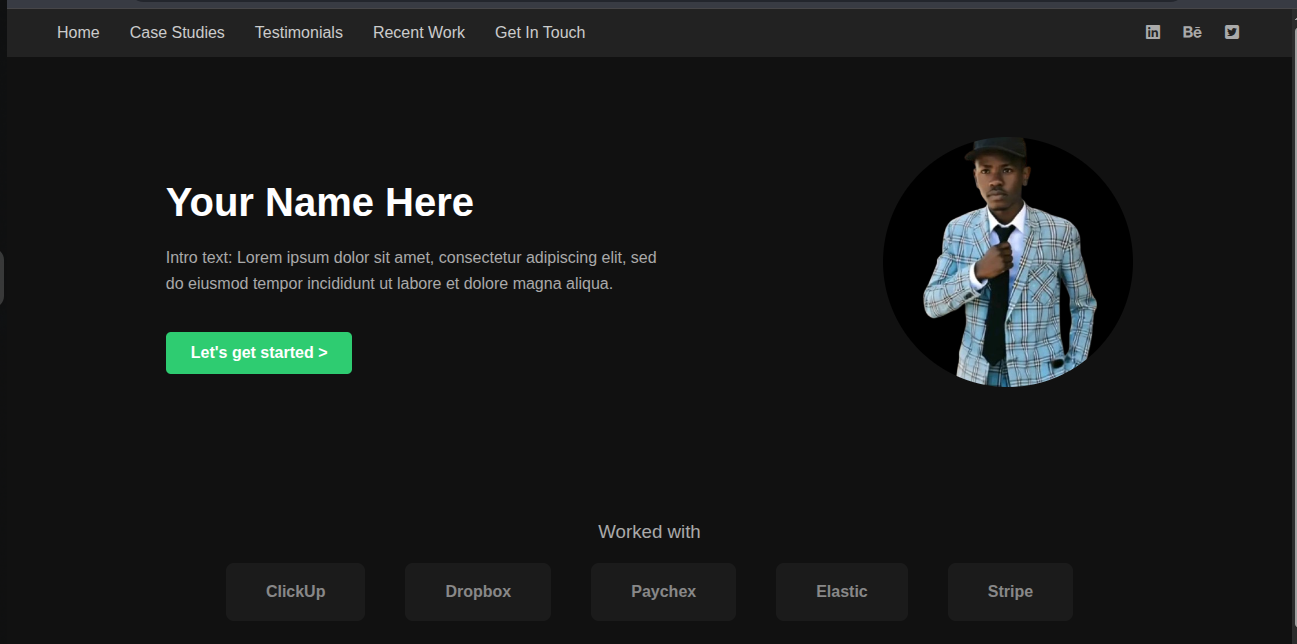 Home Case Studies Testimonials Recent Work Get In Touch in Bē
Your Name Here
Intro text: Lorem ipsum dolor sit amet, consectetur adipiscing elit, sed
do eiusmod tempor incididunt ut labore et dolore magna aliqua.
Let's get started >
Worked with
ClickUp Dropbox Paychex Elastic Stripe